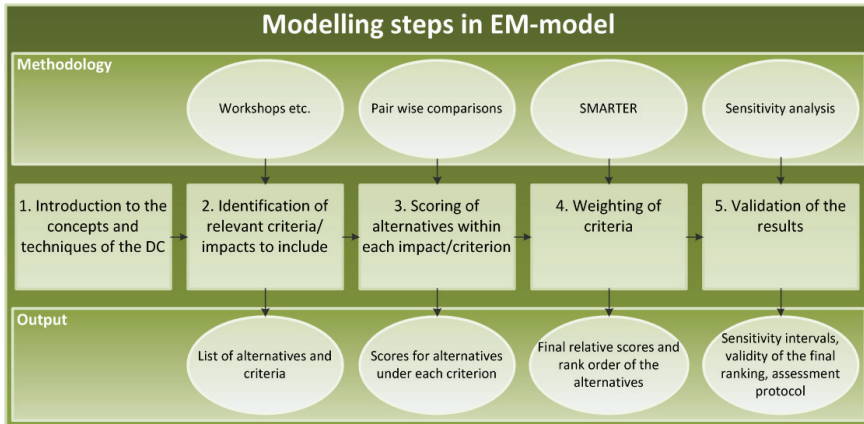 Modelling steps in EM-model
Methodology
Workshops etc.
Pair wise comparisons
SMARTER
Sensitivity analysis
1. Introduction to the
concepts and
techniques of the DC
2. Identification of
relevant criteria/
impacts to include
3. Scoring of
alternatives within
each impact/criterion
4. Weighting of
criteria
5. Validation of the
results
Output
List of alternatives and
criteria
Scores for alternatives
under each criterion
Final relative scores and
rank order of the
alternatives
Sensitivity intervals,
validity of the final
ranking, assessment
protocol